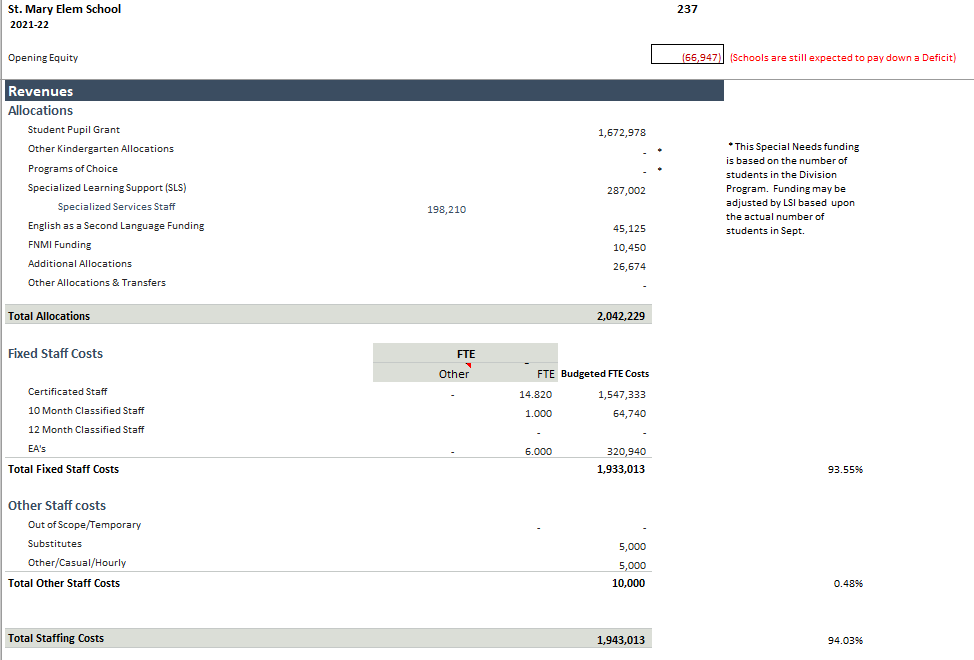 St. Mary Elem School 237
2021-22
Opening Equity (66,947) (Schools are still expected to pay down a Deficit)
Revenues
Allocations
Student Pupil Grant 1,672,978
Other Kindergarten Allocations - *
Programs of Choice - *
Specialized Learning Support (SLS) 287,002
Specialized Services Staff 198,210
English as a Second Language Funding 45,125
FNMI Funding 10,450
Additional Allocations 26,674
Other Allocations & Transfers -
* This Special Needs funding
is based on the number of
students in the Division
Program. Funding may be
adjusted by LSI based upon
the actual number of
students in Sept.
Total Allocations 2,042,229
Fixed Staff Costs FTE
-
Other FTE Budgeted FTE Costs
Certificated Staff - 14.820 1,547,333
10 Month Classified Staff 1.000 64,740
12 Month Classified Staff - -
EA's - 6.000 320,940
Total Fixed Staff Costs 1,933,013 93.55%
Other Staff costs
Out of Scope/Temporary - -
Substitutes 5,000
Other/Casual/Hourly 5,000
Total Other Staff Costs 10,000 0.48%
Total Staffing Costs 1,943,013 94.03%